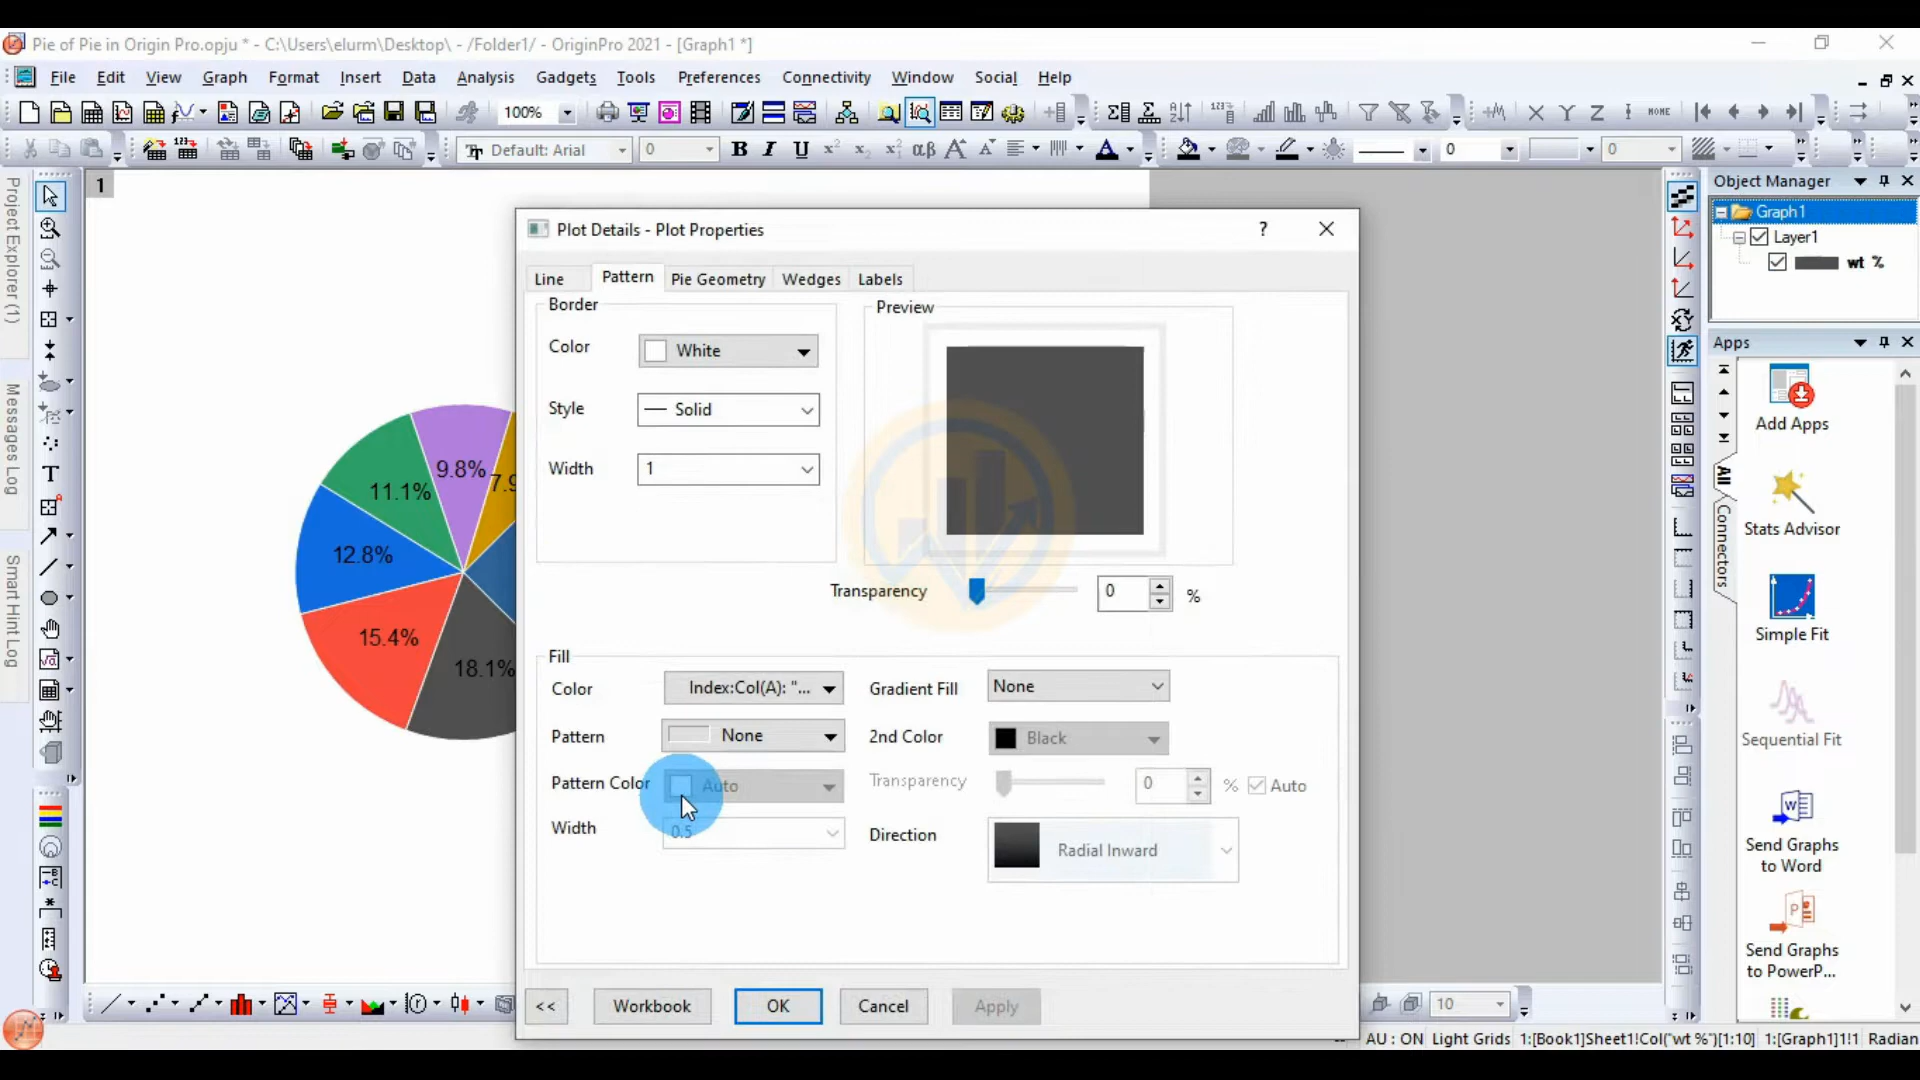 Pie of Pie in Origin Pro.opju * - C:\Users\elurm\Desktop\ - /Folder1/ - OriginPro 2021 - [Graph1 *]
File Edit View Graph Format Insert Data Analysis Gadgets Tools Preferences Connectivity Window Social Help
100%
HOME
Default: Arial 0 B I U αβ A 0 0
Project Explorer (1)
Messages Log
Smart Hint Log
1
9.8%
7.9
11.1%
12.8%
15.4%
18.1%
Plot Details - Plot Properties
?
Line Pattern Pie Geometry Wedges Labels
Border
Color White
Style Solid
Width 1
Preview
Transparency 0 %
Fill
Color Index:Col(A): "...
Gradient Fill None
Pattern None
2nd Color Black
Pattern Color Auto
Transparency 0 % Auto
Width 0.5
Direction Radial Inward
<< Workbook OK Cancel Apply
Object Manager
Graph1
Layer1
wt %
Apps
All
Connectors
Add Apps
Stats Advisor
Simple Fit
Sequential Fit
Send Graphs
to Word
Send Graphs
to PowerP...
10
AU : ON Light Grids 1:[Book1]Sheet1!Col("wt %")[1:10] 1:[Graph1]1!1 Radian